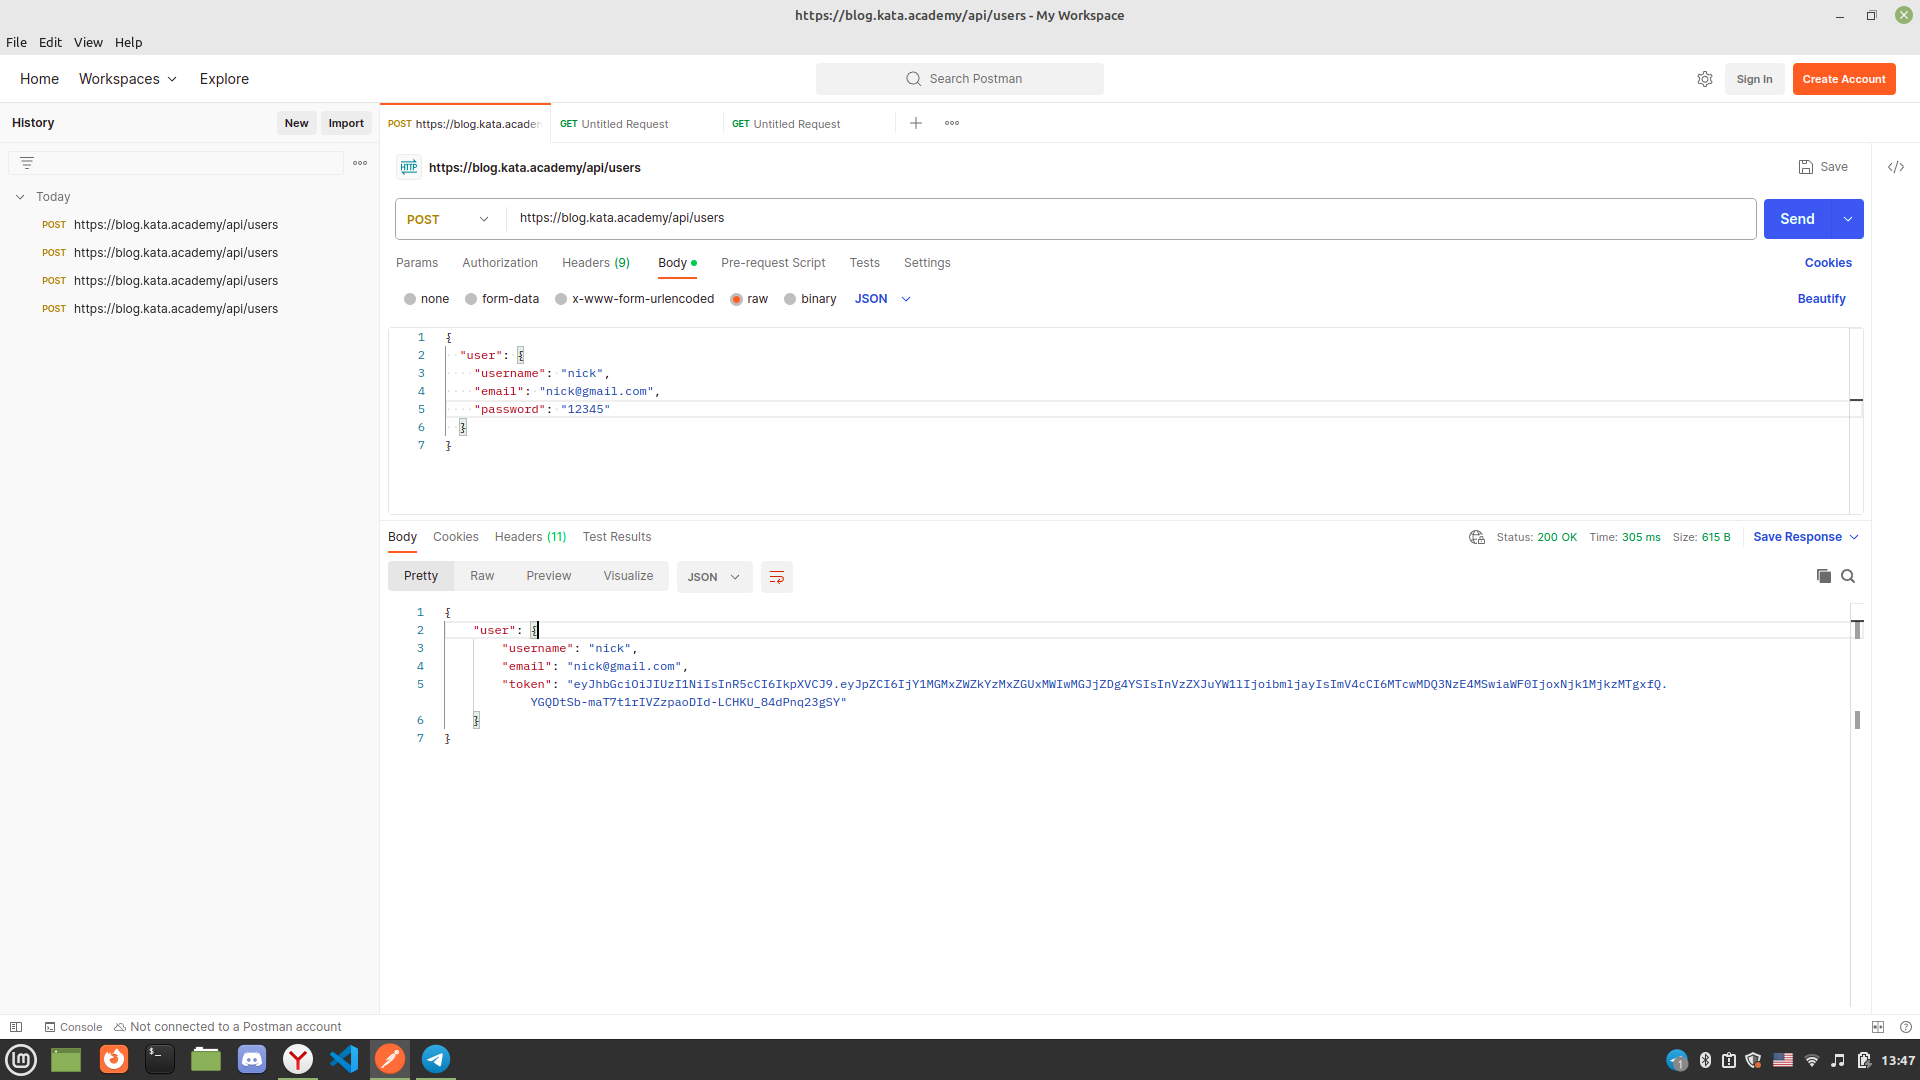 https://blog.kata.academy/api/users - My Workspace
File Edit View Help
Home Workspaces Explore
Search Postman
Sign In
Create Account
History
New
Import
POST https://blog.kata.acaden
GET Untitled Request
GET Untitled Request
HTTP https://blog.kata.academy/api/users
Save
Today
POST https://blog.kata.academy/api/users
POST https://blog.kata.academy/api/users
POST https://blog.kata.academy/api/users
POST https://blog.kata.academy/api/users
POST
https://blog.kata.academy/api/users
Send
Params Authorization Headers (9) Body Pre-request Script Tests Settings
Cookies
none form-data x-www-form-urlencoded raw binary JSON
Beautify
1 {
2 "user": {
3 "username": "nick",
4 "email": "nick@gmail.com",
5 "password": "12345"
6 }
7 }
Body Cookies Headers (11) Test Results
Status: 200 OK Time: 305 ms Size: 615 B Save Response
Pretty Raw Preview Visualize JSON
1 {
2 "user": {
3 "username": "nick",
4 "email": "nick@gmail.com",
5 "token": "eyJhbGciOiJIUzI1NiIsInR5cCI6IkpXVCJ9.eyJpZCI6IjY1MGMxZWZkYzMxZGUxMWIwMGJjZDg4YSIsInVzZXJuYW1lIjoibmljayIsImV4cCI6MTcwMDQ3NzE4MSwiaWF0IjoxNjk1MjkzMTgxfQ.
YGQDtSb-maT7t1rIVZzpaoDId-LCHKU_84dPnq23gSY"
6 }
7 }
Console Not connected to a Postman account
13:47